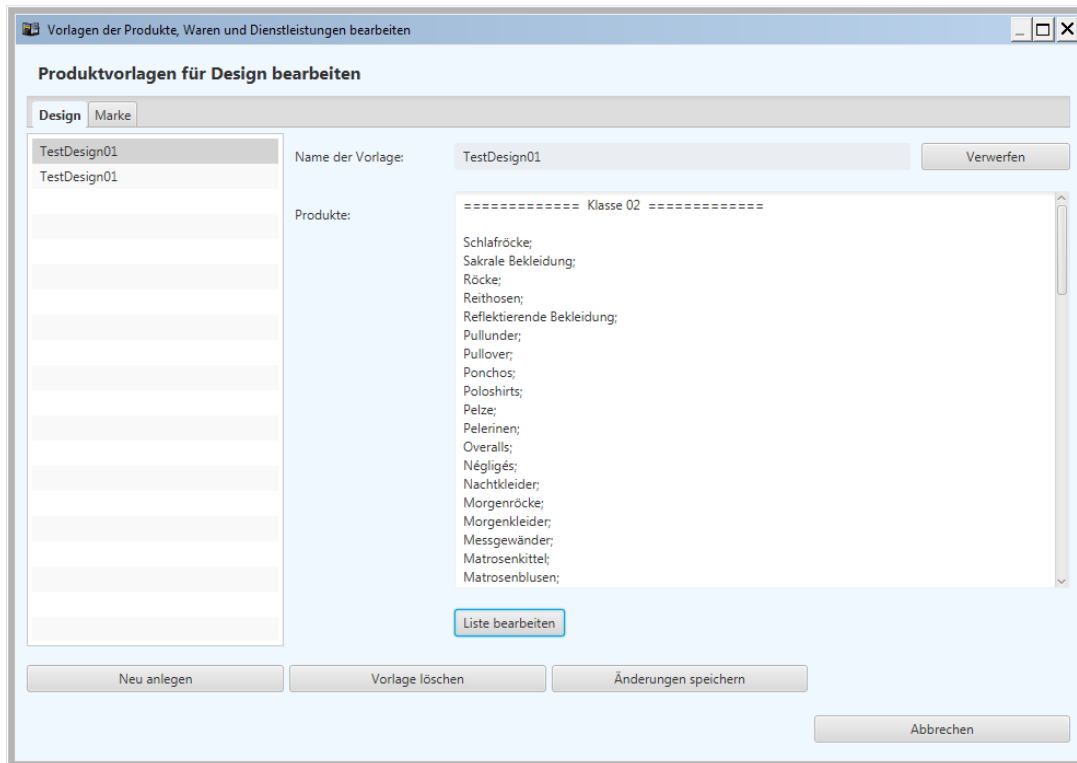 Vorlagen der Produkte, Waren und Dienstleistungen bearbeiten
Produktvorlagen für Design bearbeiten
Design Marke
TestDesign01
TestDesign01
Name der Vorlage: TestDesign01 Verwerfen
Produkte:
============= Klasse 02 =============
Schlafröcke;
Sakrale Bekleidung;
Röcke;
Reithosen;
Reflektierende Bekleidung;
Pullunder;
Pullover;
Ponchos;
Poloshirts;
Pelze;
Pelerinen;
Overalls;
Négligés;
Nachtkleider;
Morgenröcke;
Morgenkleider;
Messgewänder;
Matrosenkittel;
Matrosenblusen;
Liste bearbeiten
Neu anlegen Vorlage löschen Änderungen speichern
Abbrechen